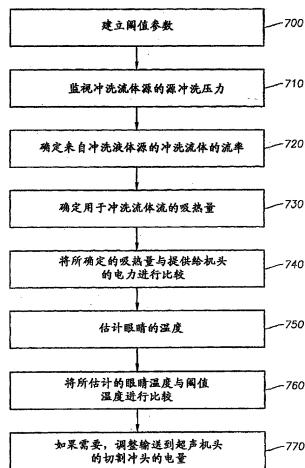 建立阈值参数
700
监视冲洗流体源的源冲洗压力
710
确定来自冲洗液体源的冲洗流体的流率
720
确定用于冲洗流体流的吸热量
730
将所确定的吸热量与提供给机头
的电力进行比较
740
估计眼睛的温度
750
将所估计的眼睛温度与阈值
温度进行比较
760
如果需要，调整输送到超声机头
的切割冲头的电量
770